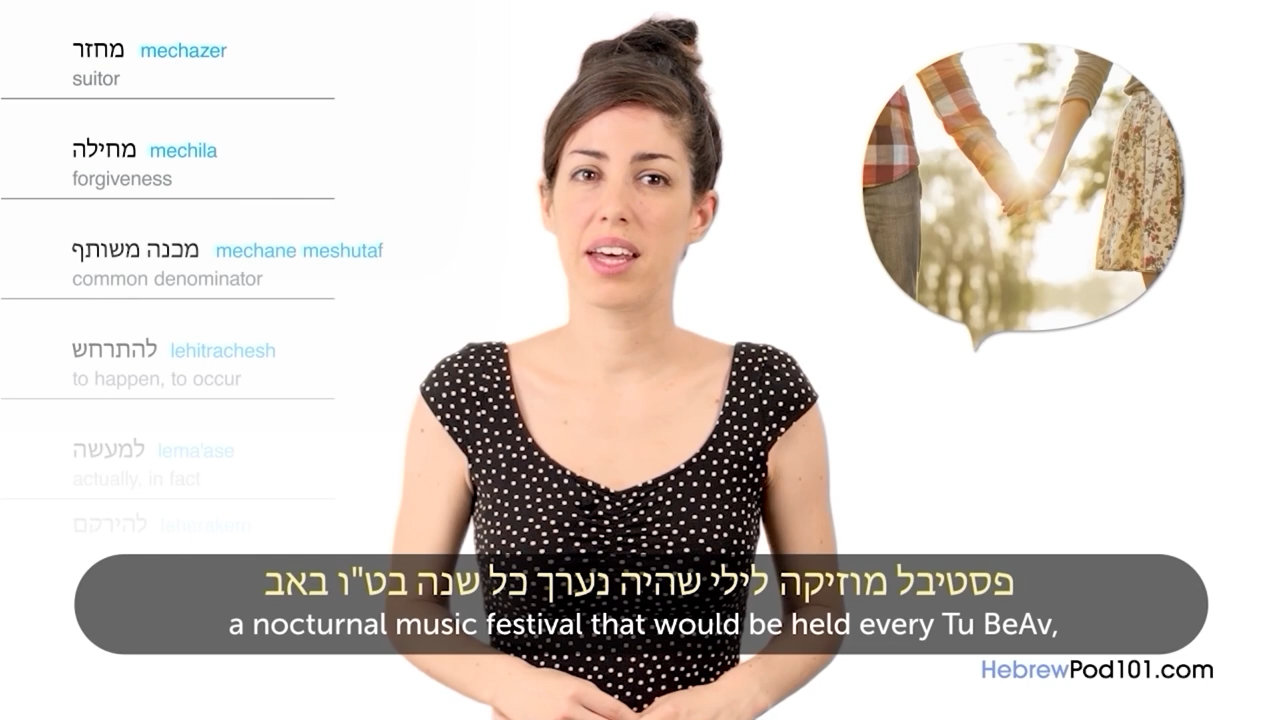 מחזר mechazer
suitor
מחילה mechila
forgiveness
מכנה משותף mechane meshutaf
common denominator
להתרחש lehitrachesh
to happen, to occur
למעשה lema'ase
actually, in fact
להירקם leherakem
פסטיבל מוזיקה לילי שהיה נערך כל שנה בט"ו באב
a nocturnal music festival that would be held every Tu BeAv,
HebrewPod101.com